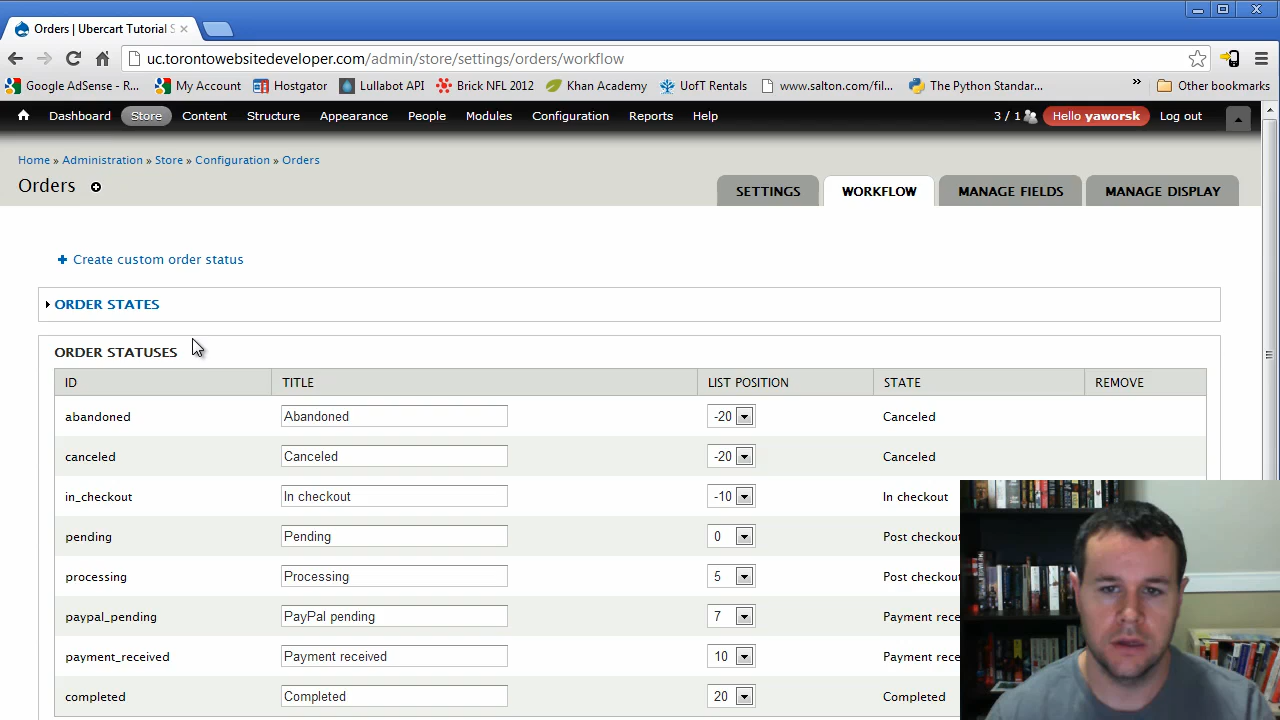 Orders | Ubercart Tutorial S
uc.torontowebsitedeveloper.com/admin/store/settings/orders/workflow
Google AdSense - R... My Account Hostgator Lullabot API Brick NFL 2012 Khan Academy UofT Rentals www.salton.com/fil... The Python Standar... » Other bookmarks
Dashboard Store Content Structure Appearance People Modules Configuration Reports Help 3 / 1 Hello yaworsk Log out
Home » Administration » Store » Configuration » Orders
Orders
SETTINGS WORKFLOW MANAGE FIELDS MANAGE DISPLAY
+ Create custom order status
ORDER STATES
ORDER STATUSES
ID TITLE LIST POSITION STATE REMOVE
abandoned Abandoned -20 Canceled
canceled Canceled -20 Canceled
in_checkout In checkout -10 In checkout
pending Pending 0 Post checkout
processing Processing 5 Post checkout
paypal_pending PayPal pending 7 Payment rece
payment_received Payment received 10 Payment rece
completed Completed 20 Completed